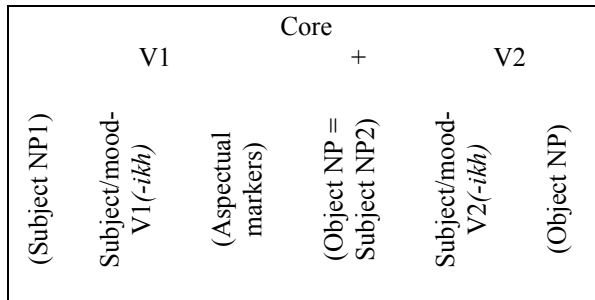 Core
V1 + V2
(Subject NP1)
Subject/mood-
V1(-ikh)
(Aspectual
markers)
(Object NP =
Subject NP2)
Subject/mood-
V2(-ikh)
(Object NP)